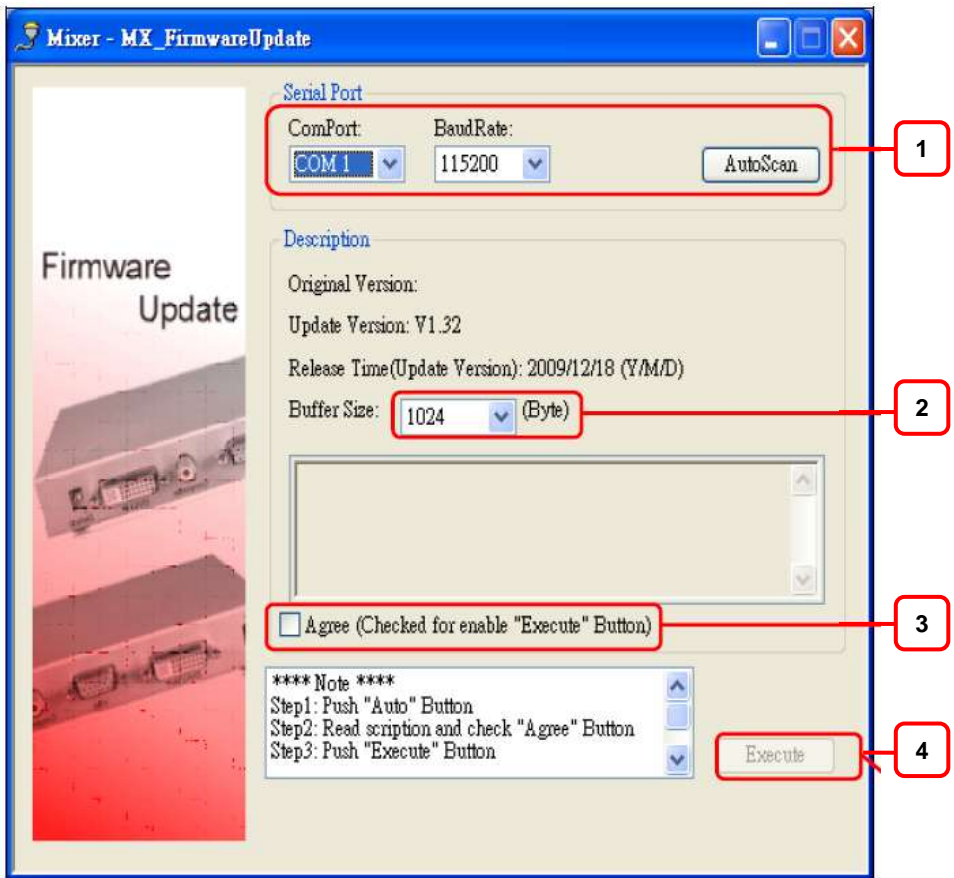 Mixer - MX_FirmwareUpdate
Firmware
Update
Serial Port
ComPort: BaudRate:
COM 1 115200 AutoScan
1
Description
Original Version:
Update Version: V1.32
Release Time(Update Version): 2009/12/18 (Y/M/D)
Buffer Size: 1024 (Byte)
2
Agree (Checked for enable "Execute" Button)
3
**** Note ****
Step1: Push "Auto" Button
Step2: Read scription and check "Agree" Button
Step3: Push "Execute" Button
Execute
4